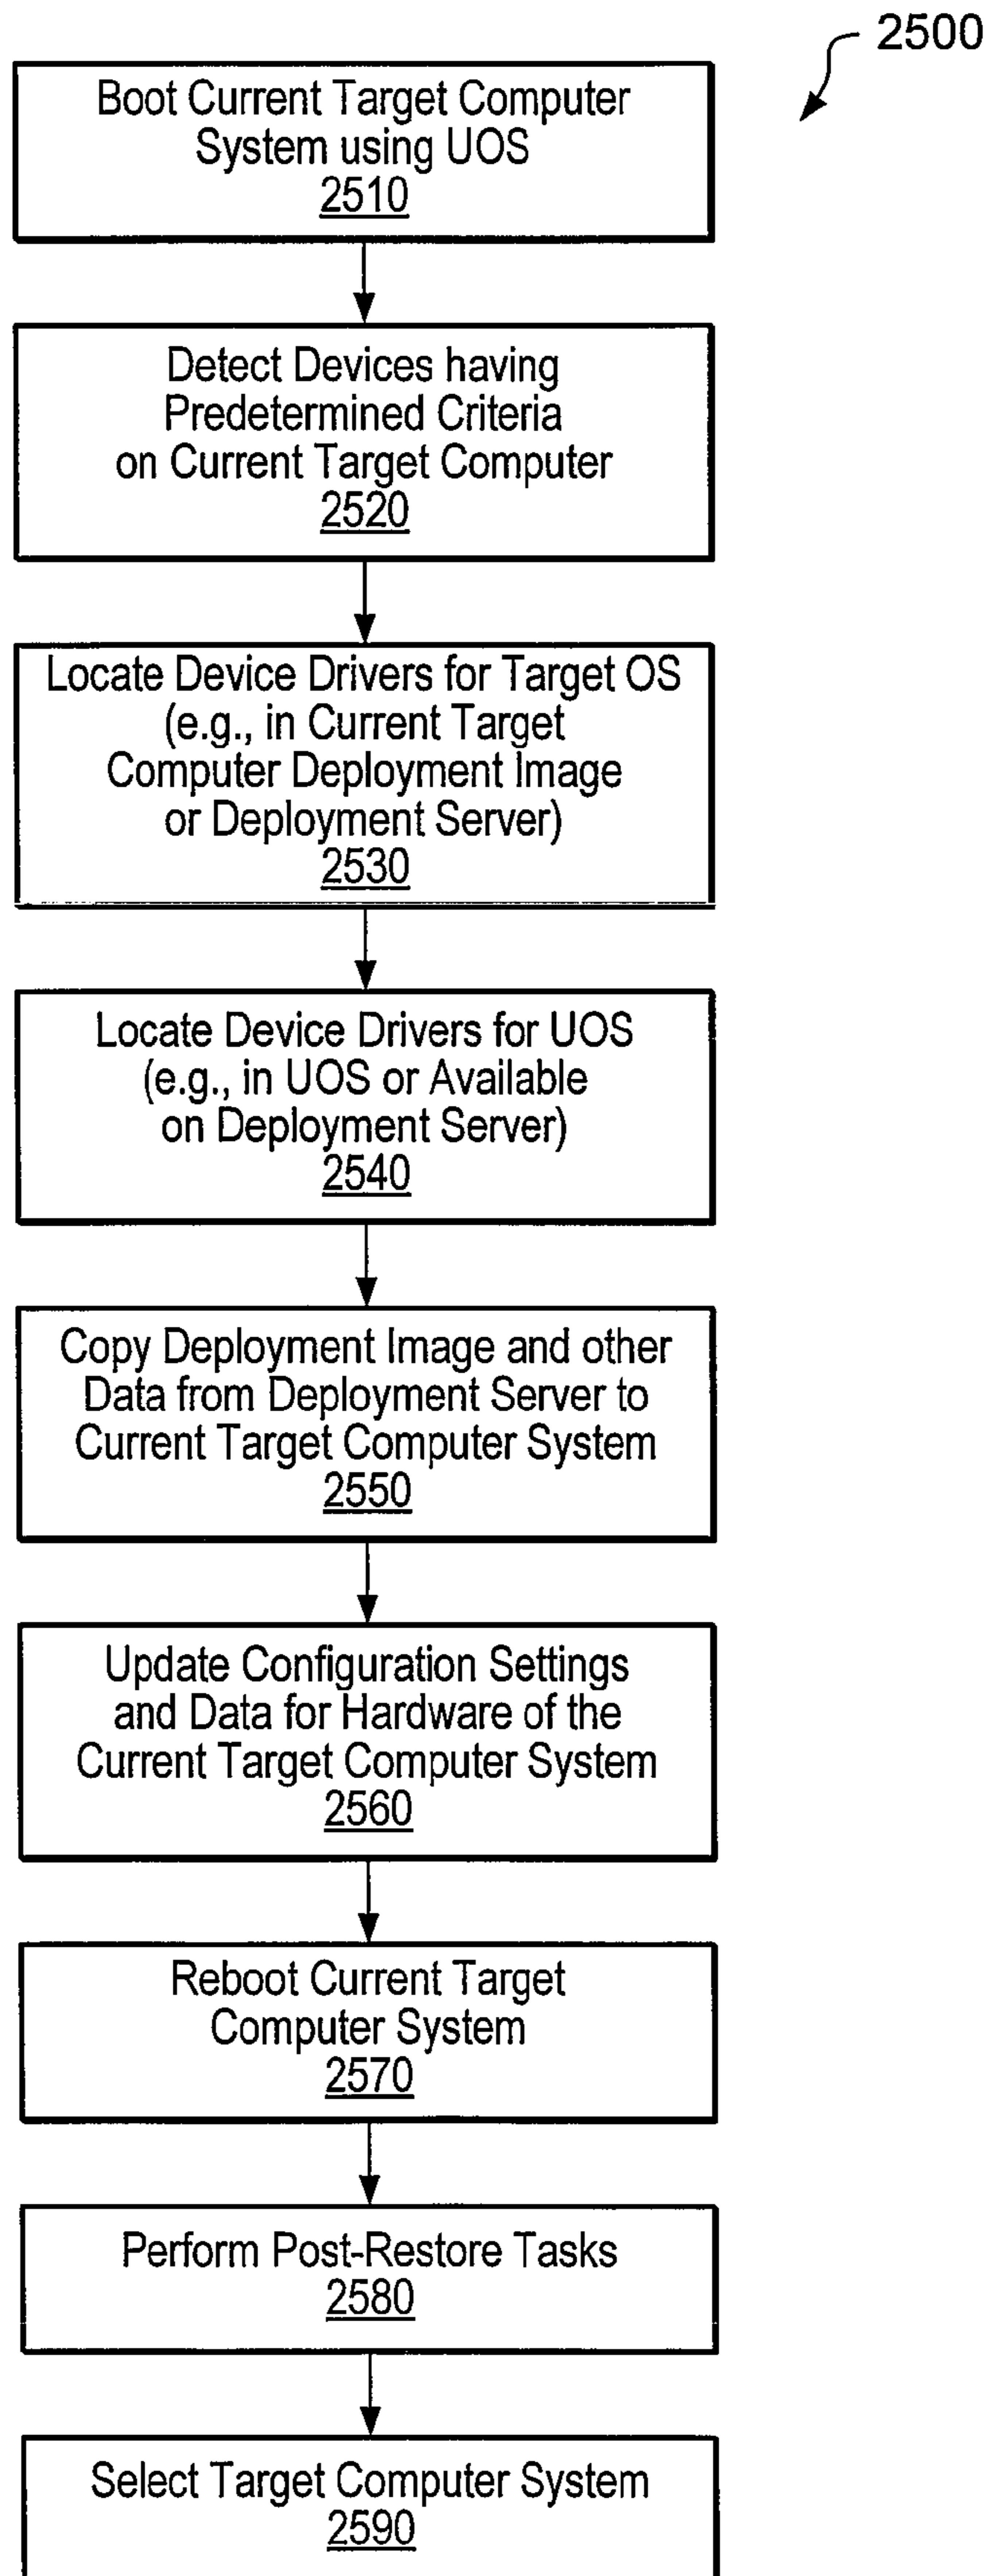 2500
Boot Current Target Computer
System using UOS
2510
Detect Devices having
Predetermined Criteria
on Current Target Computer
2520
Locate Device Drivers for Target OS
(e.g., in Current Target
Computer Deployment Image
or Deployment Server)
2530
Locate Device Drivers for UOS
(e.g., in UOS or Available
on Deployment Server)
2540
Copy Deployment Image and other
Data from Deployment Server to
Current Target Computer System
2550
Update Configuration Settings
and Data for Hardware of the
Current Target Computer System
2560
Reboot Current Target
Computer System
2570
Perform Post-Restore Tasks
2580
Select Target Computer System
2590